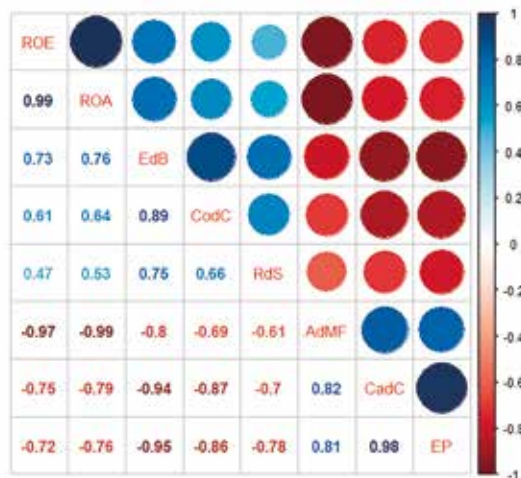 ROE
0.99 ROA
0.73 0.76 EdB
0.61 0.64 0.89 CodC
0.47 0.53 0.75 0.66 RdS
-0.97 -0.99 -0.8 -0.69 -0.61 AdMF
-0.75 -0.79 -0.94 -0.87 -0.7 0.82 CadC
-0.72 -0.76 -0.95 -0.86 -0.78 0.81 0.98 EP
1
0.8
0.6
0.4
0.2
0
-0.2
-0.4
-0.6
-0.8
-1